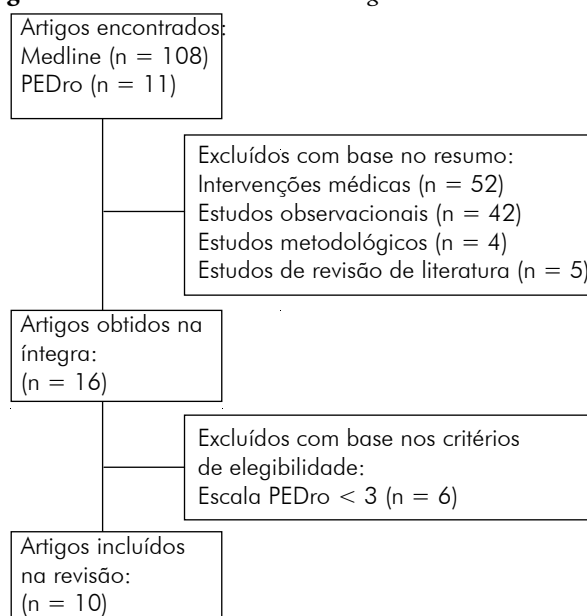 Artigos encontrados:
Medline (n = 108)
PEDro (n = 11)
Excluídos com base no resumo:
Intervenções médicas (n = 52)
Estudos observacionais (n = 42)
Estudos metodológicos (n = 4)
Estudos de revisão de literatura (n = 5)
Artigos obtidos na
íntegra:
(n = 16)
Excluídos com base nos critérios
de elegibilidade:
Escala PEDro < 3 (n = 6)
Artigos incluídos
na revisão:
(n = 10)